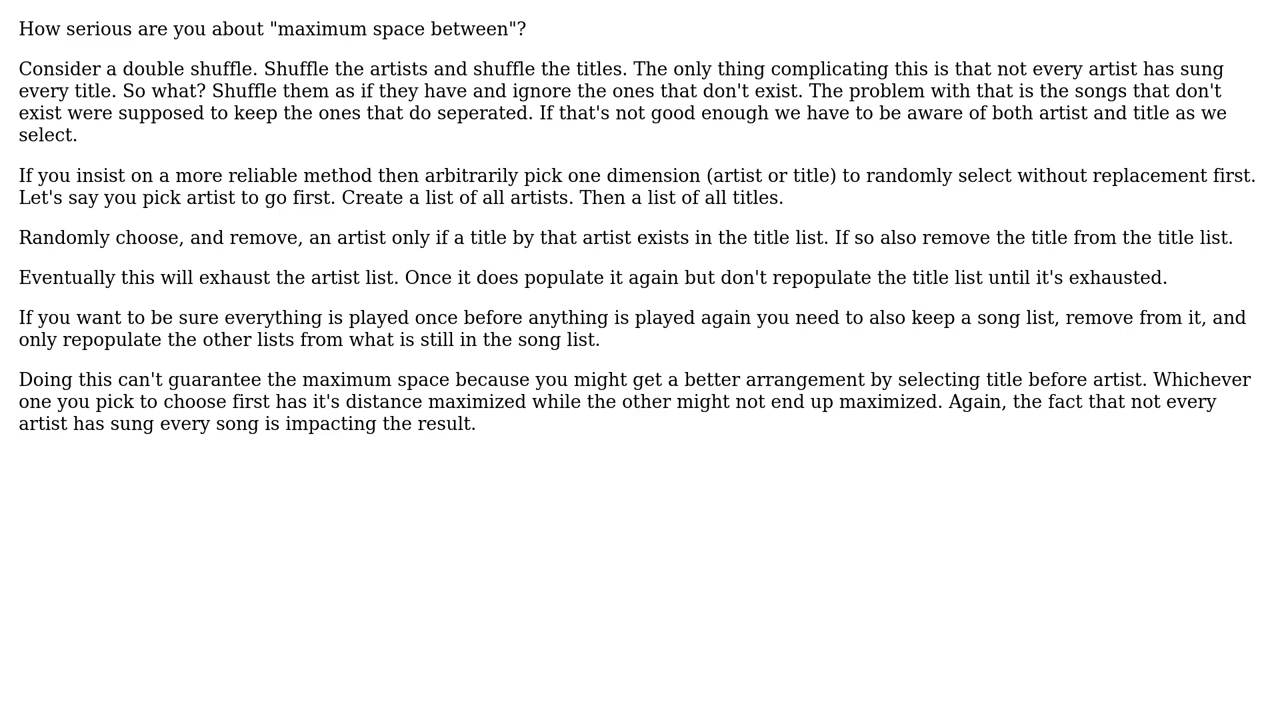 How serious are you about "maximum space between"?
Consider a double shuffle. Shuffle the artists and shuffle the titles. The only thing complicating this is that not every artist has sung
every title. So what? Shuffle them as if they have and ignore the ones that don't exist. The problem with that is the songs that don't
exist were supposed to keep the ones that do seperated. If that's not good enough we have to be aware of both artist and title as we
select.
If you insist on a more reliable method then arbitrarily pick one dimension (artist or title) to randomly select without replacement first.
Let's say you pick artist to go first. Create a list of all artists. Then a list of all titles.
Randomly choose, and remove, an artist only if a title by that artist exists in the title list. If so also remove the title from the title list.
Eventually this will exhaust the artist list. Once it does populate it again but don't repopulate the title list until it's exhausted.
If you want to be sure everything is played once before anything is played again you need to also keep a song list, remove from it, and
only repopulate the other lists from what is still in the song list.
Doing this can't guarantee the maximum space because you might get a better arrangement by selecting title before artist. Whichever
one you pick to choose first has it's distance maximized while the other might not end up maximized. Again, the fact that not every
artist has sung every song is impacting the result.